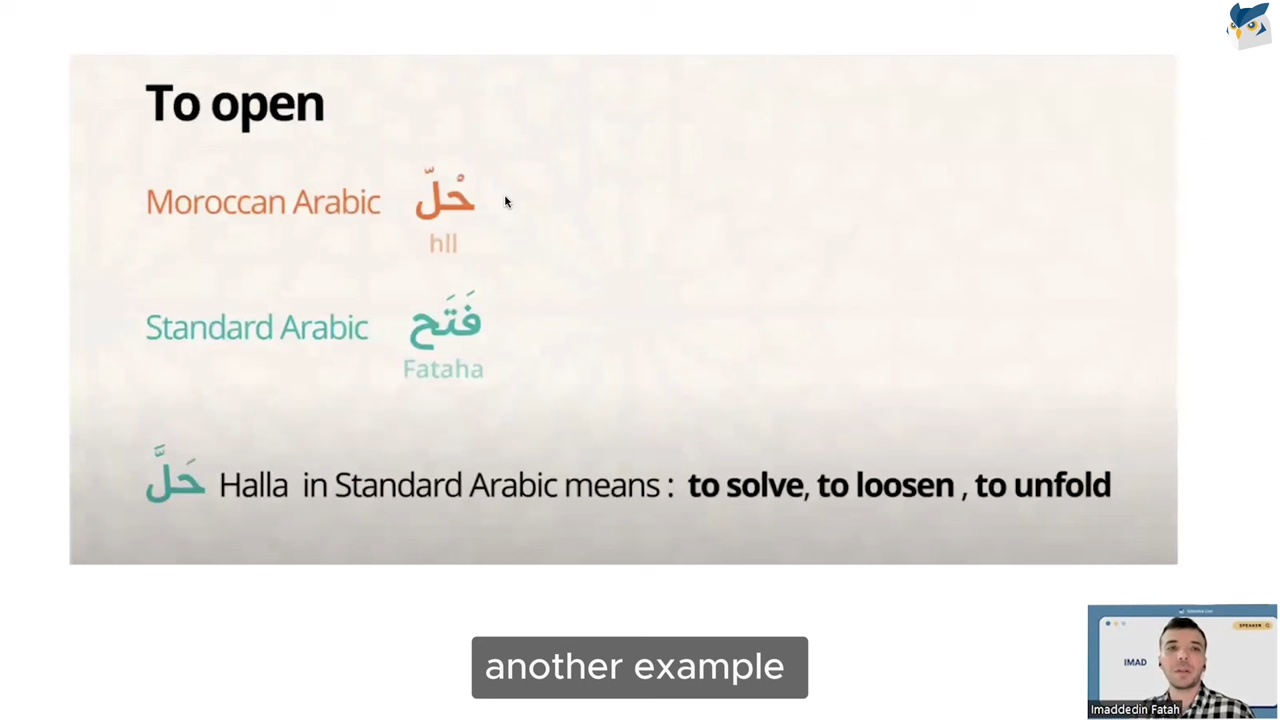 To open
Moroccan Arabic حْلّ
hll
Standard Arabic فَتَح
Fataha
حَلَّ Halla in Standard Arabic means : to solve, to loosen , to unfold
another example
SPEAKER
IMAD
Imaddedin Fatah